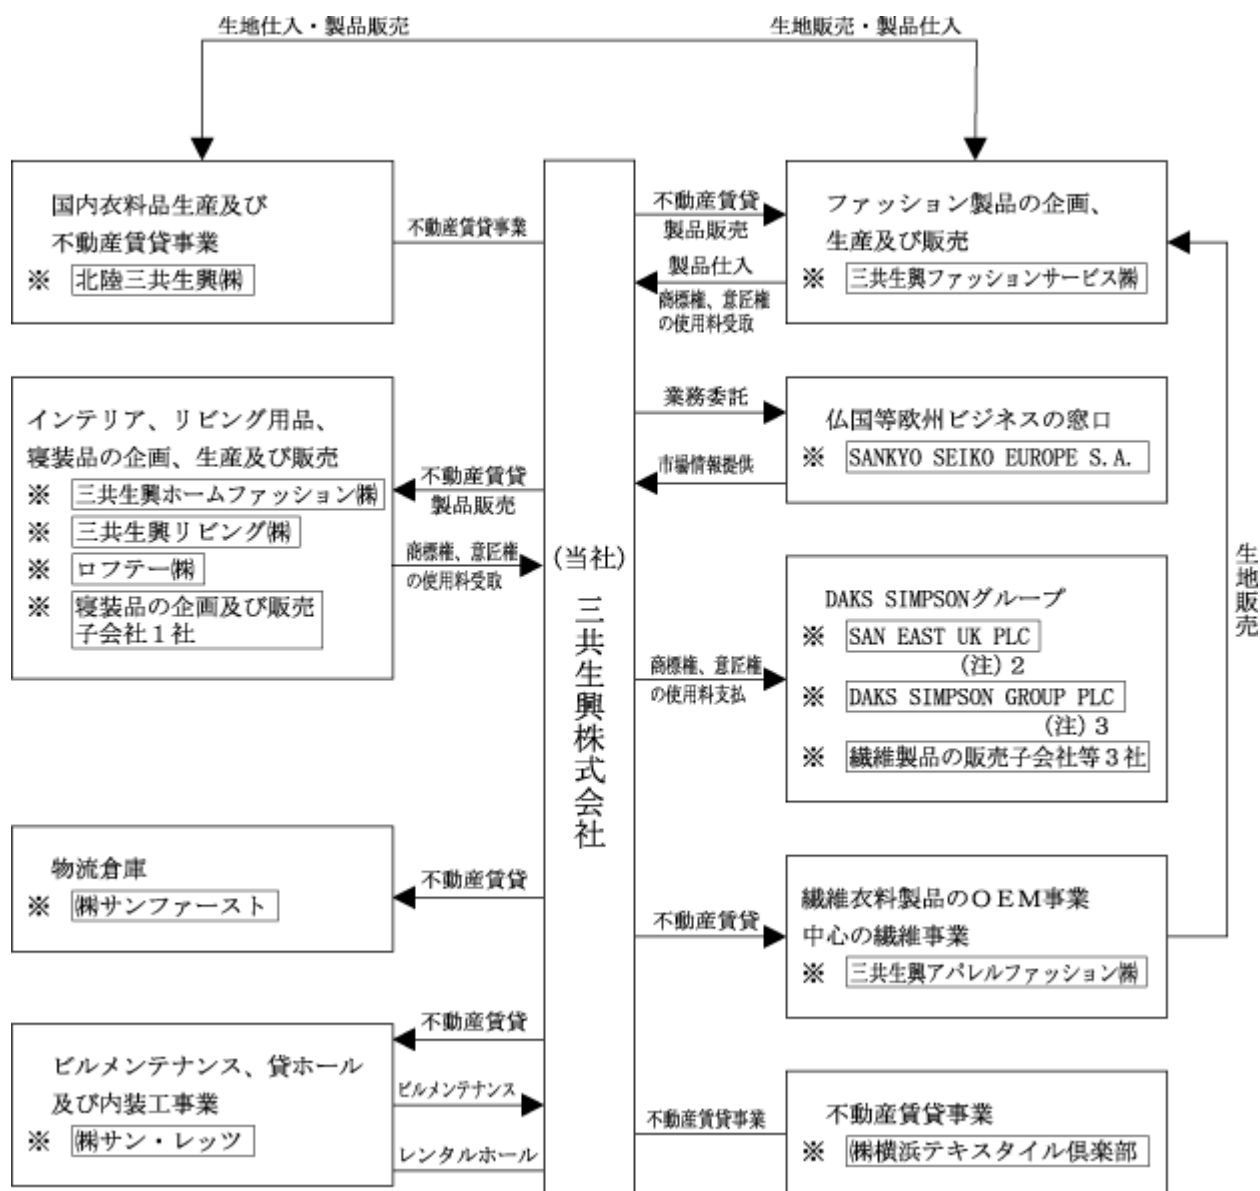 生地仕入・製品販売
生地販売・製品仕入
国内衣料品生産及び
不動産賃貸事業
※ 北陸三共生興㈱
不動産賃貸事業
インテリア、リビング用品、
寝装品の企画、生産及び販売
※ 三共生興ホームファッション㈱
※ 三共生興リビング㈱
※ ロフテー㈱
※ 寝装品の企画及び販売
子会社１社
不動産賃貸
製品販売
商標権、意匠権
の使用料受取
物流倉庫
※ ㈱サンファースト
不動産賃貸
ビルメンテナンス、貸ホール
及び内装工事業
※ ㈱サン・レッツ
不動産賃貸
ビルメンテナンス
レンタルホール
(当社)
三共生興株式会社
不動産賃貸
製品販売
製品仕入
商標権、意匠権
の使用料受取
ファッション製品の企画、
生産及び販売
※ 三共生興ファッションサービス㈱
業務委託
市場情報提供
仏国等欧州ビジネスの窓口
※ SANKYO SEIKO EUROPE S.A.
商標権、意匠権
の使用料支払
DAKS SIMPSONグループ
※ SAN EAST UK PLC
(注)２
※ DAKS SIMPSON GROUP PLC
(注)３
※ 繊維製品の販売子会社等３社
不動産賃貸
繊維衣料製品のＯＥＭ事業
中心の繊維事業
※ 三共生興アパレルファッション㈱
生地販売
不動産賃貸事業
不動産賃貸事業
※ ㈱横浜テキスタイル倶楽部